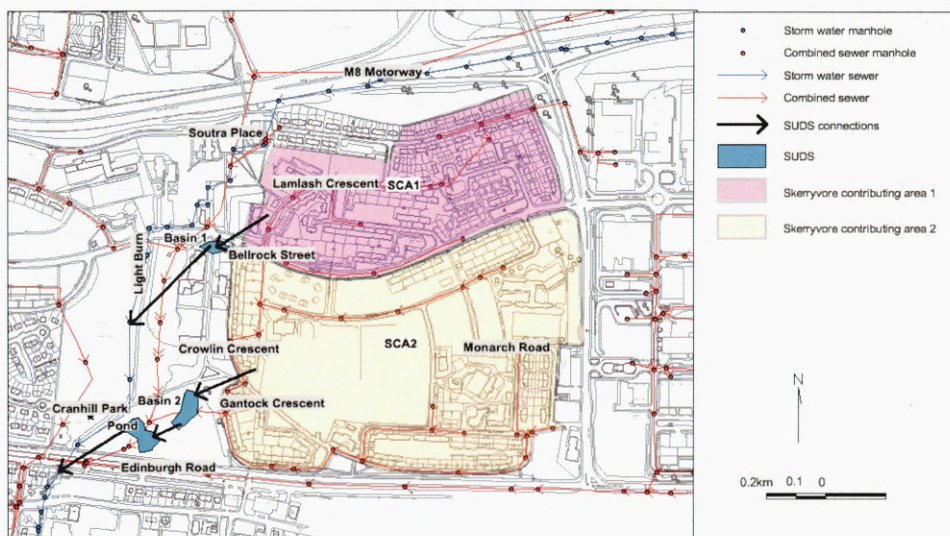 M8 Motorway
Soutra Place
Lamlash Crescent
SCA1
Basin 1
Bellrock Street
Light Burn
Crowlin Crescent
SCA2
Monarch Road
Basin 2
Gantock Crescent
Cranhill Park
Pond
Edinburgh Road
Storm water manhole
Combined sewer manhole
Storm water sewer
Combined sewer
SUDS connections
SUDS
Skerryvore contributing area 1
Skerryvore contributing area 2
N
0.2km 0.1 0